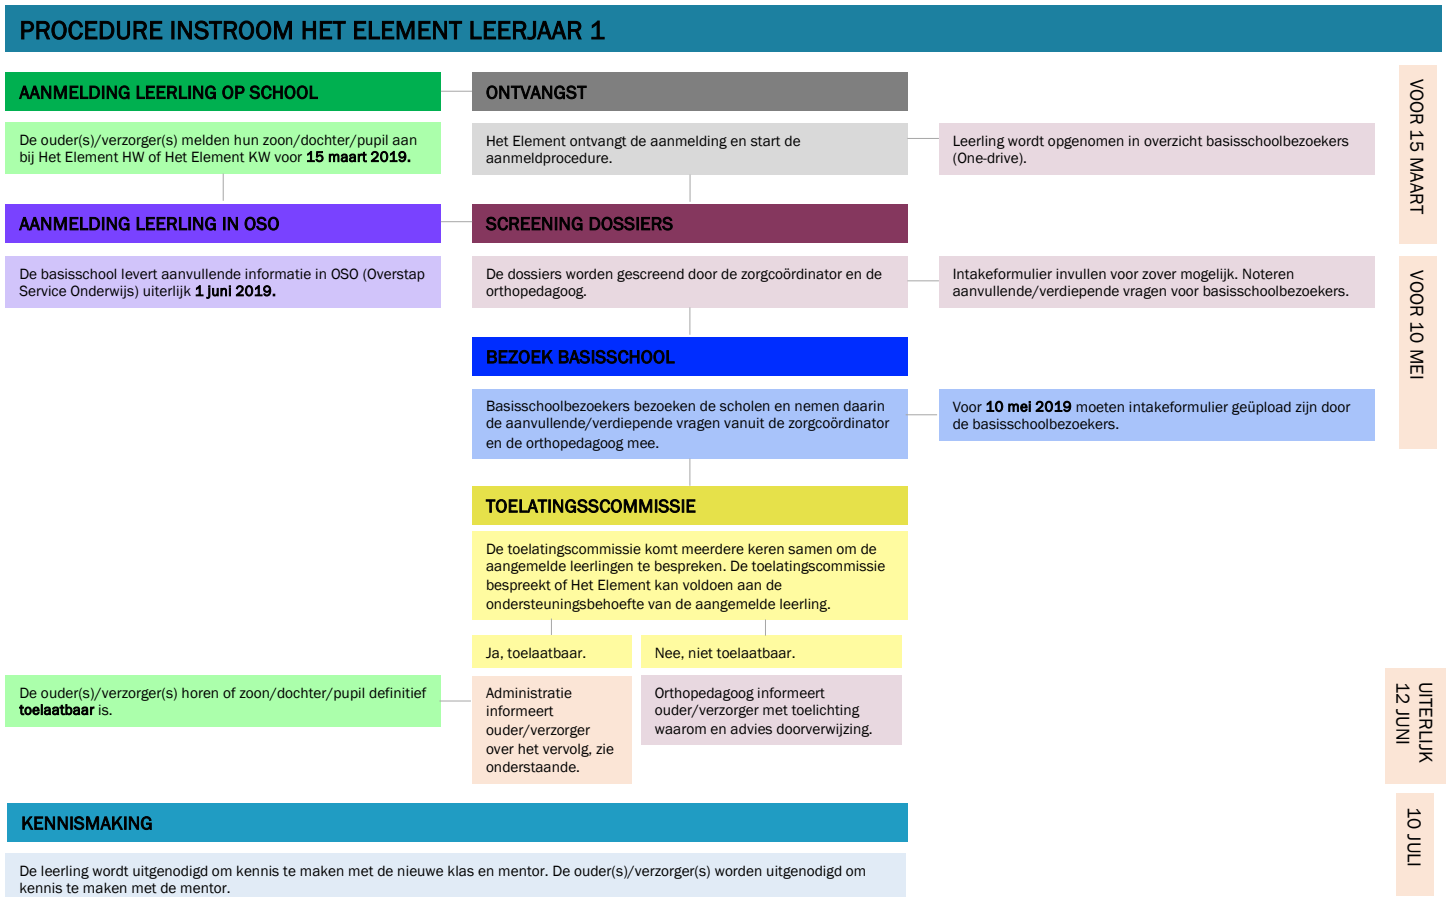 PROCEDURE INSTROOM HET ELEMENT LEERJAAR 1
AANMELDING LEERLING OP SCHOOL
De ouder(s)/verzorger(s) melden hun zoon/dochter/pupil aan
bij Het Element HW of Het Element KW voor 15 maart 2019.
ONTVANGST
Het Element ontvangt de aanmelding en start de
aanmeldprocedure.
Leerling wordt opgenomen in overzicht basisschoolbezoekers
(One-drive).
VOOR 15 MAART
AANMELDING LEERLING IN OSO
De basisschool levert aanvullende informatie in OSO (Overstap
Service Onderwijs) uiterlijk 1 juni 2019.
SCREENING DOSSIERS
De dossiers worden gescreend door de zorgcoördinator en de
orthopedagoog.
Intakeformulier invullen voor zover mogelijk. Noteren
aanvullende/verdiepende vragen voor basisschoolbezoekers.
VOOR 10 MEI
BEZOEK BASISSCHOOL
Basisschoolbezoekers bezoeken de scholen en nemen daarin
de aanvullende/verdiepende vragen vanuit de zorgcoördinator
en de orthopedagoog mee.
Voor 10 mei 2019 moeten intakeformulier geüpload zijn door
de basisschoolbezoekers.
TOELATINGSSCOMMISSIE
De toelatingscommissie komt meerdere keren samen om de
aangemelde leerlingen te bespreken. De toelatingscommissie
bespreekt of Het Element kan voldoen aan de
ondersteuningsbehoefte van de aangemelde leerling.
Ja, toelaatbaar.
Nee, niet toelaatbaar.
De ouder(s)/verzorger(s) horen of zoon/dochter/pupil definitief
toelaatbaar is.
Administratie
informeert
ouder/verzorger
over het vervolg, zie
onderstaande.
Orthopedagoog informeert
ouder/verzorger met toelichting
waarom en advies doorverwijzing.
UITERLIJK
12 JUNI
KENNISMAKING
De leerling wordt uitgenodigd om kennis te maken met de nieuwe klas en mentor. De ouder(s)/verzorger(s) worden uitgenodigd om
kennis te maken met de mentor.
10 JULI